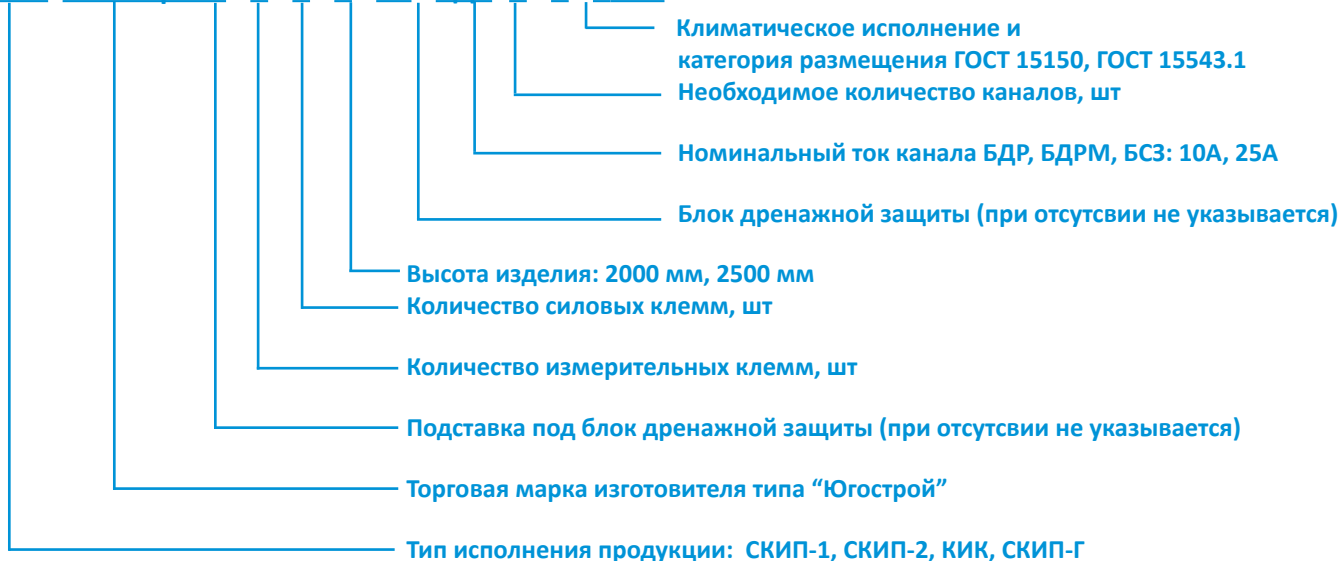 Климатическое исполнение и
категория размещения ГОСТ 15150, ГОСТ 15543.1
Необходимое количество каналов, шт
Номинальный ток канала БДР, БДРМ, БСЗ: 10А, 25А
Блок дренажной защиты (при отсутсвии не указывается)
Высота изделия: 2000 мм, 2500 мм
Количество силовых клемм, шт
Количество измерительных клемм, шт
Подставка под блок дренажной защиты (при отсутсвии не указывается)
Торговая марка изготовителя типа “Югострой”
Тип исполнения продукции: СКИП-1, СКИП-2, КИК, СКИП-Г